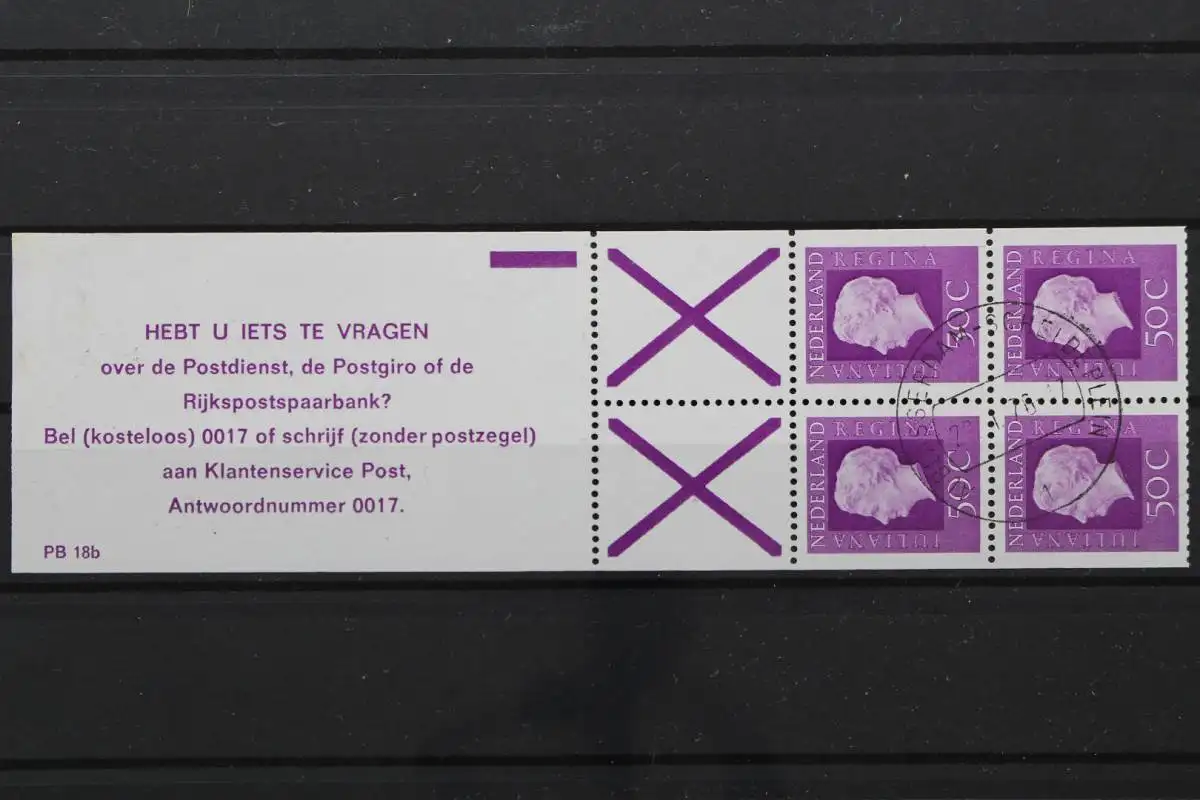 HEBT U IETS TE VRAGEN
over de Postdienst, de Postgiro of de
Rijkspostspaarbank?
Bel (kosteloos) 0017 of schrijf (zonder postzegel)
aan Klantenservice Post,
Antwoordnummer 0017.
PB 18b
NEDERLAND
REGINA
50C
JULIANA
NEDERLAND
REGINA
50C
JULIANA
NEDERLAND
REGINA
50C
JULIANA
NEDERLAND
REGINA
50C
JULIANA